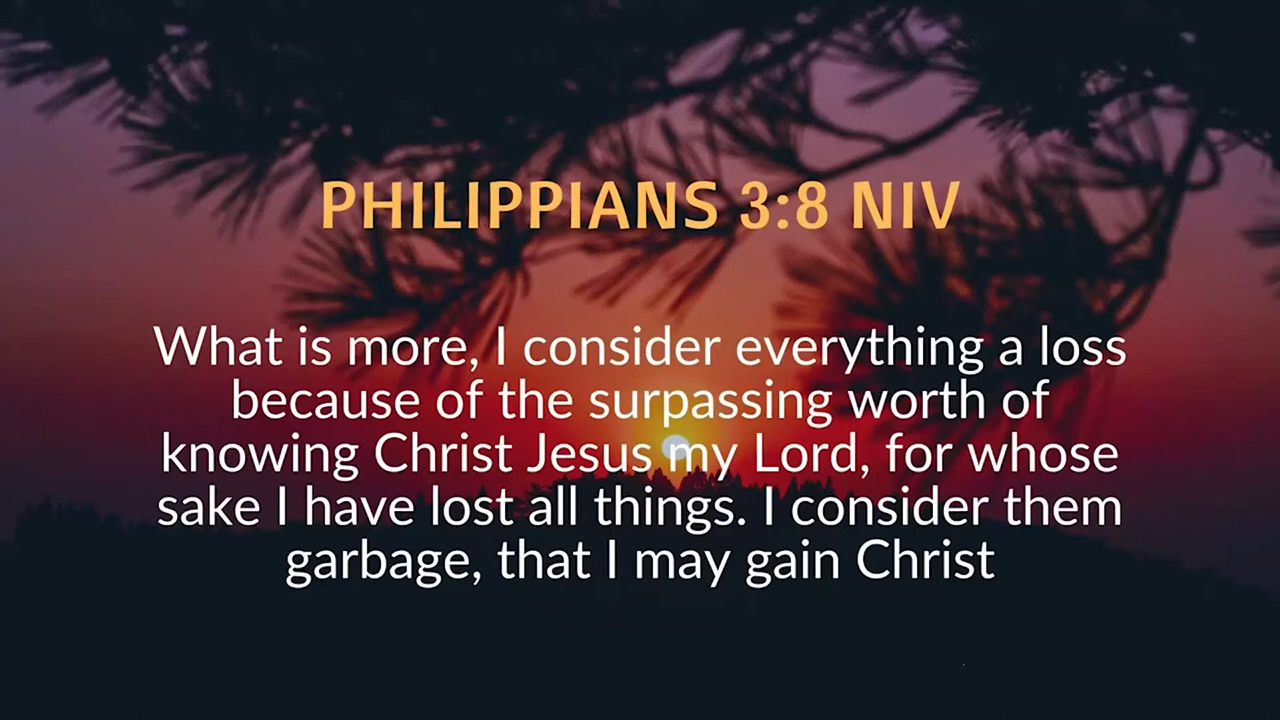 PHILIPPIANS 3:8 NIV
What is more, I consider everything a loss
because of the surpassing worth of
knowing Christ Jesus my Lord, for whose
sake I have lost all things. I consider them
garbage, that I may gain Christ